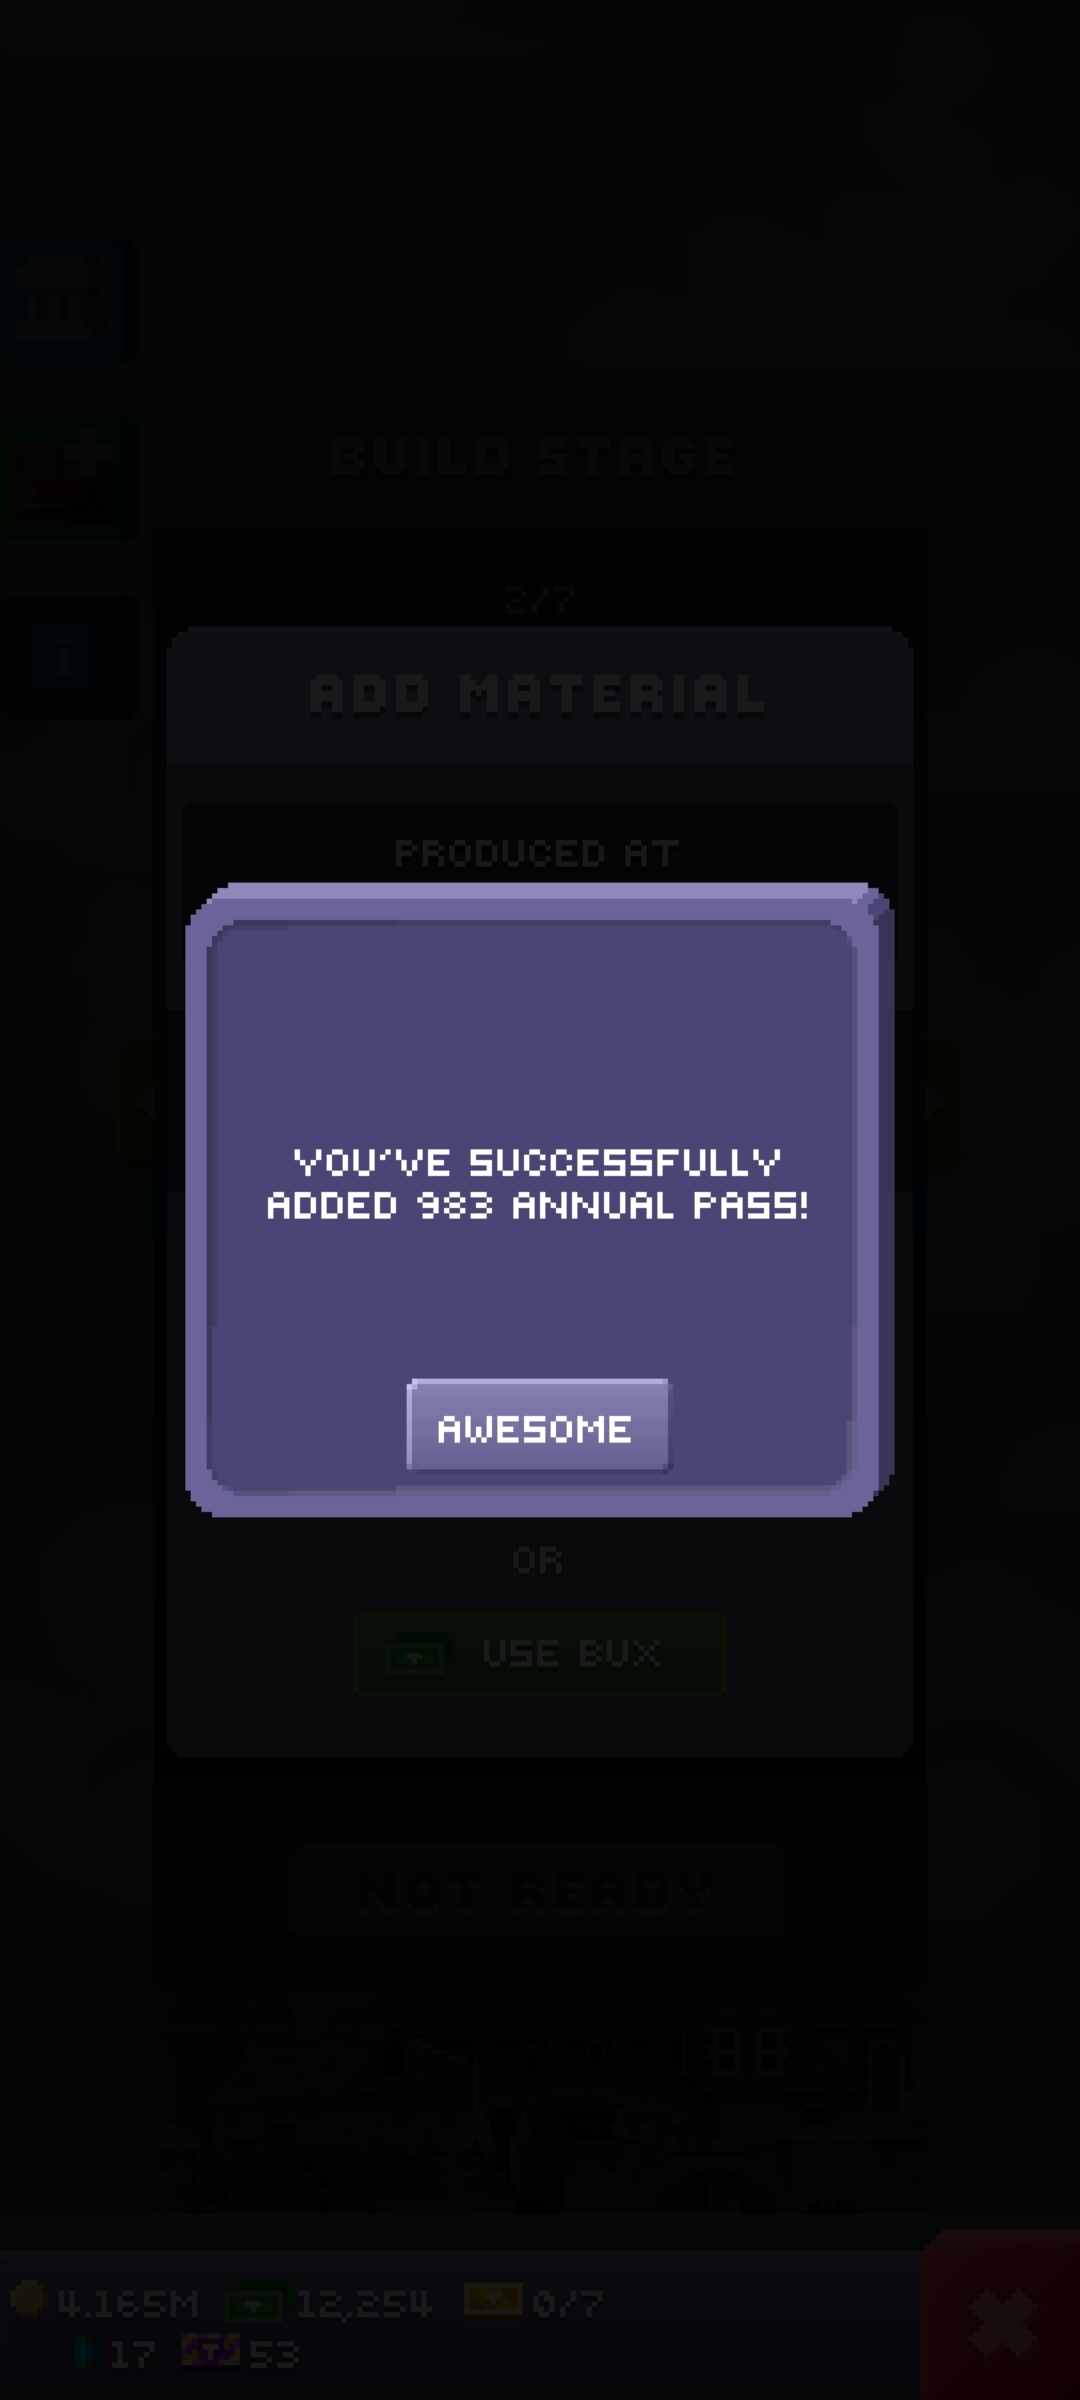 BUILD STAGE
2/7
ADD MATERIAL
PRODUCED AT
YOU'VE SUCCESSFULLY
ADDED 983 ANNUAL PASS!
AWESOME
OR
USE BUX
NOT READY
4.165M 12,254 0/7
17 53